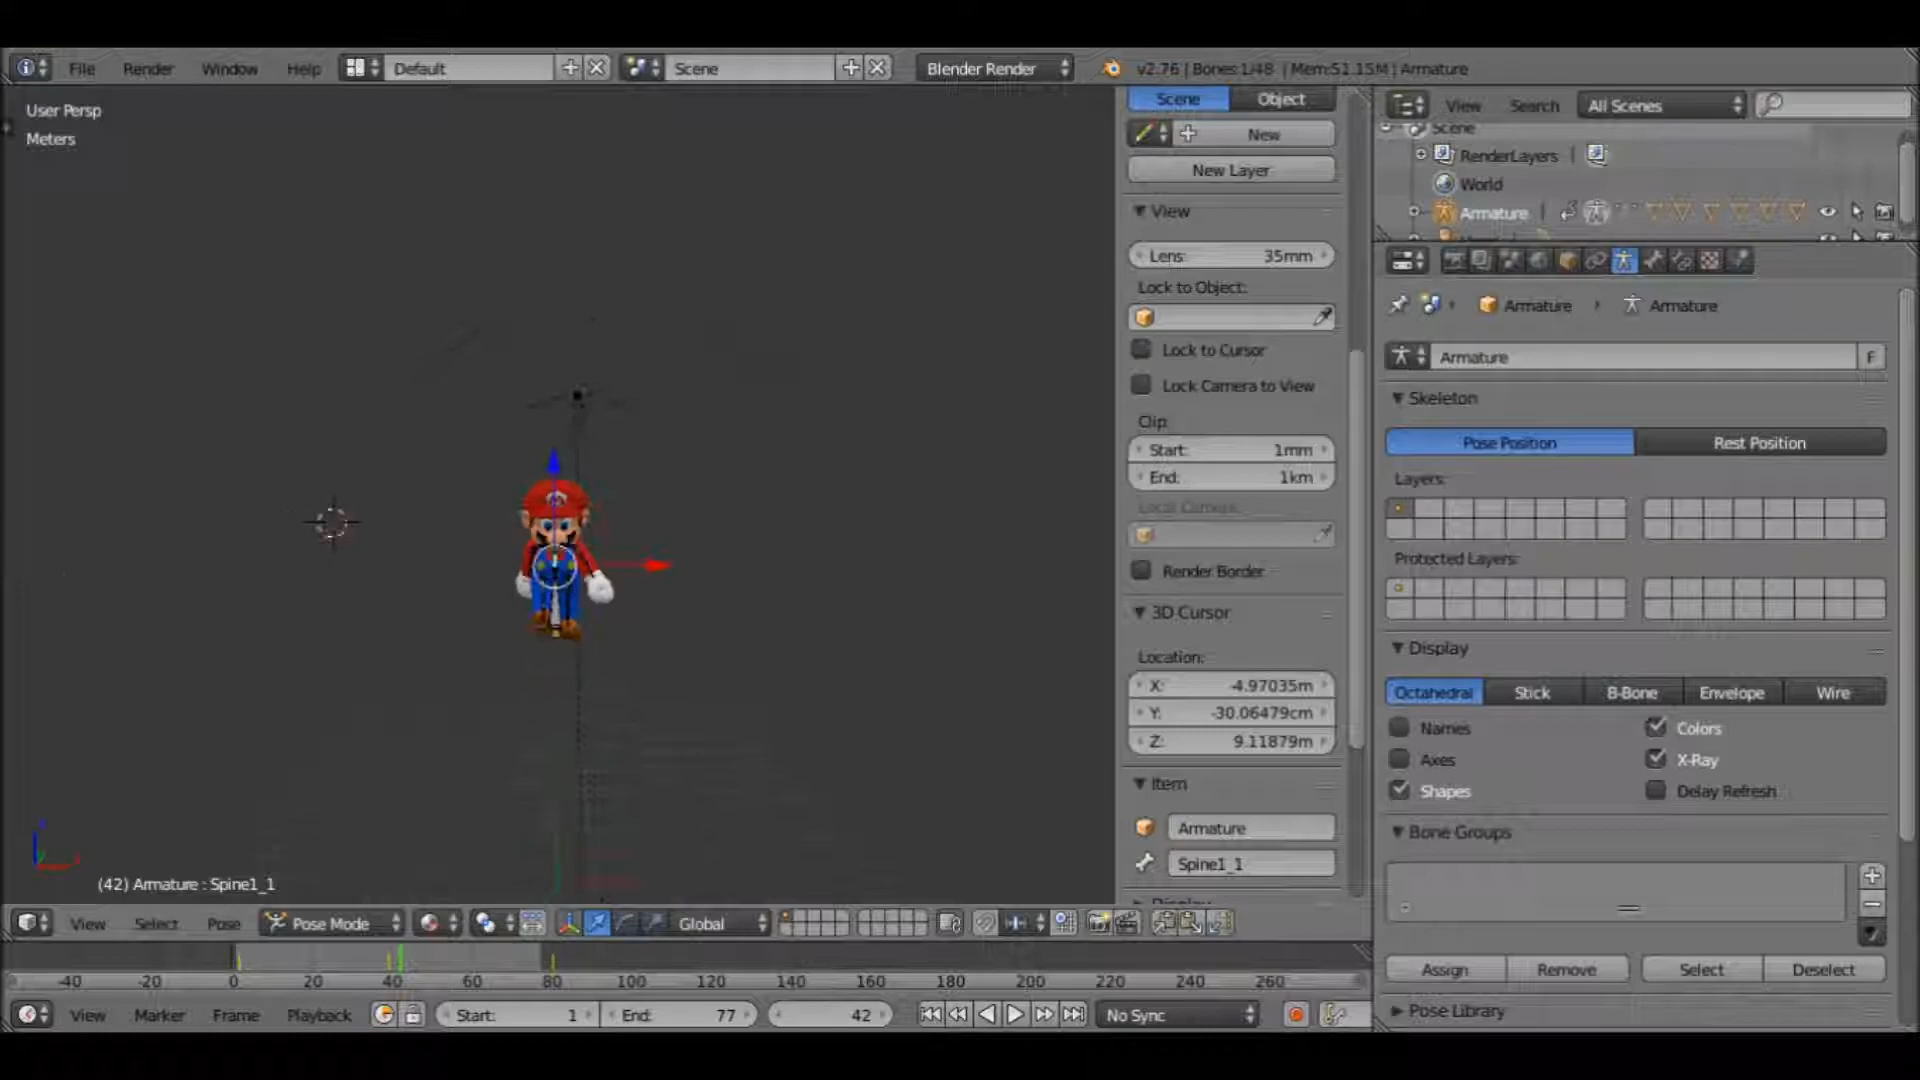 File Render Window Help Default Scene Blender Render v2.76 | Bones:1/48 | Mem:51.15M | Armature
User Persp
Meters
(42) Armature : Spine1_1
Scene Object
New
New Layer
View
Lens: 35mm
Lock to Object:
Lock to Cursor
Lock Camera to View
Clip:
Start: 1mm
End: 1km
Local Camera:
Render Border
3D Cursor
Location:
X: -4.97035m
Y: -30.06479cm
Z: 9.11879m
Item
Armature
Spine1_1
Display
View Search All Scenes
Scene
RenderLayers
World
Armature
Armature Armature
Armature F
Skeleton
Pose Position Rest Position
Layers:
Protected Layers:
Display
Octahedral Stick B-Bone Envelope Wire
Names Colors
Axes X-Ray
Shapes Delay Refresh
Bone Groups
Assign Remove Select Deselect
Pose Library
View Select Pose Pose Mode Global
-40 -20 0 20 40 60 80 100 120 140 160 180 200 220 240 260
View Marker Frame Playback Start: 1 End: 77 42 No Sync